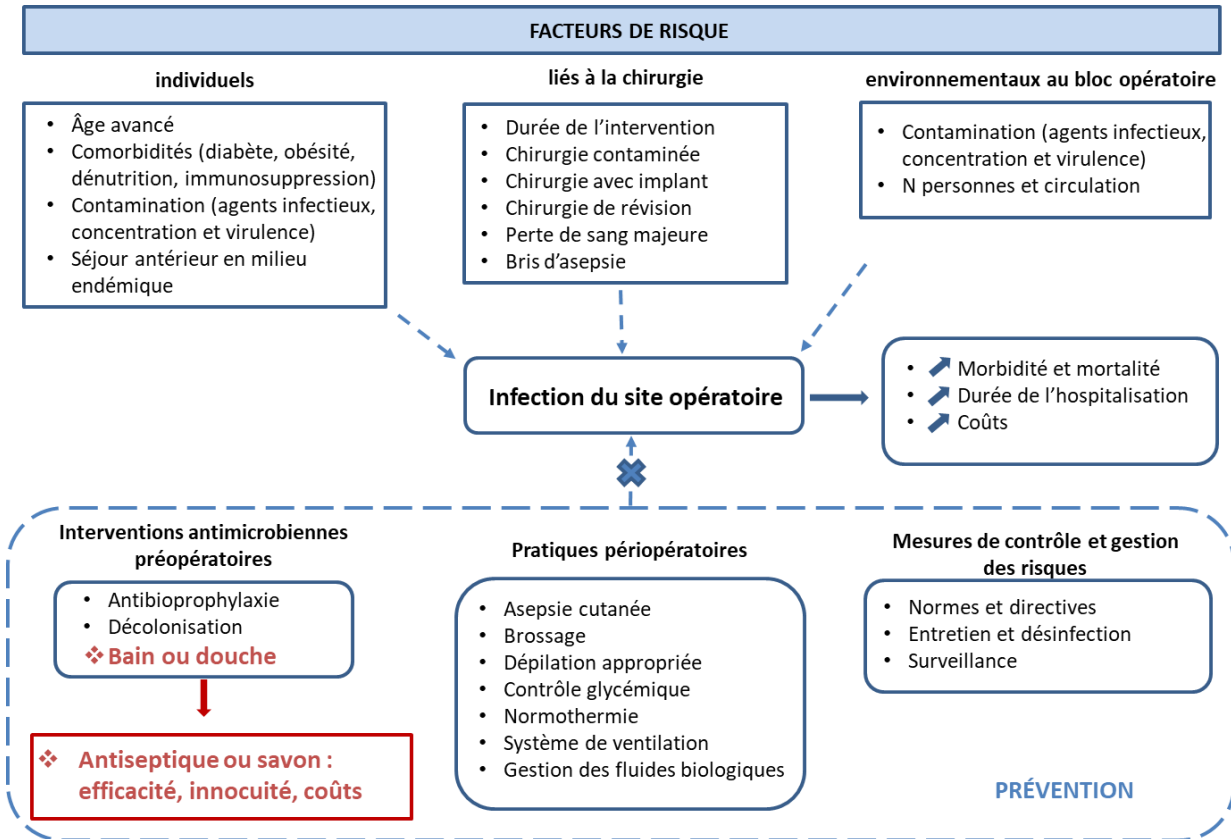 FACTEURS DE RISQUE
individuels
• Âge avancé
• Comorbidités (diabète, obésité,
dénutrition, immunosuppression)
• Contamination (agents infectieux,
concentration et virulence)
• Séjour antérieur en milieu
endémique
liés à la chirurgie
• Durée de l’intervention
• Chirurgie contaminée
• Chirurgie avec implant
• Chirurgie de révision
• Perte de sang majeure
• Bris d’asepsie
environnementaux au bloc opératoire
• Contamination (agents infectieux,
concentration et virulence)
• N personnes et circulation
Infection du site opératoire
• Morbidité et mortalité
• Durée de l’hospitalisation
• Coûts
Interventions antimicrobiennes
préopératoires
• Antibioprophylaxie
• Décolonisation
❖ Bain ou douche
❖ Antiseptique ou savon :
efficacité, innocuité, coûts
Pratiques périopératoires
• Asepsie cutanée
• Brossage
• Dépilation appropriée
• Contrôle glycémique
• Normothermie
• Système de ventilation
• Gestion des fluides biologiques
Mesures de contrôle et gestion
des risques
• Normes et directives
• Entretien et désinfection
• Surveillance
PRÉVENTION